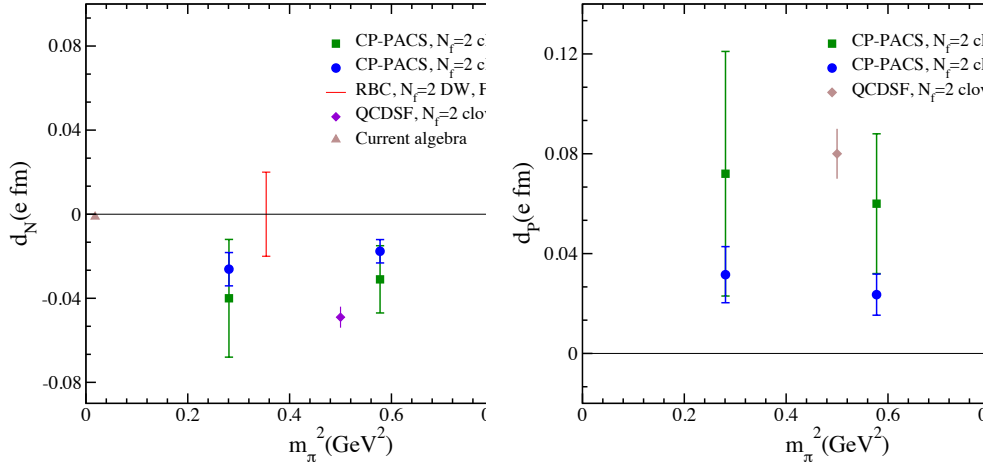 0.08
0.04
0
-0.04
-0.08
d_N(e fm)
CP-PACS, N_f=2 cl
CP-PACS, N_f=2 cl
RBC, N_f=2 DW, F
QCDSF, N_f=2 clov
Current algebra
0 0.2 0.4 0.6
m_π^2(GeV^2)
0.12
0.08
0.04
0
d_P(e fm)
CP-PACS, N_f=2 cl
CP-PACS, N_f=2 cl
QCDSF, N_f=2 clov
0 0.2 0.4 0.6
m_π^2(GeV^2)